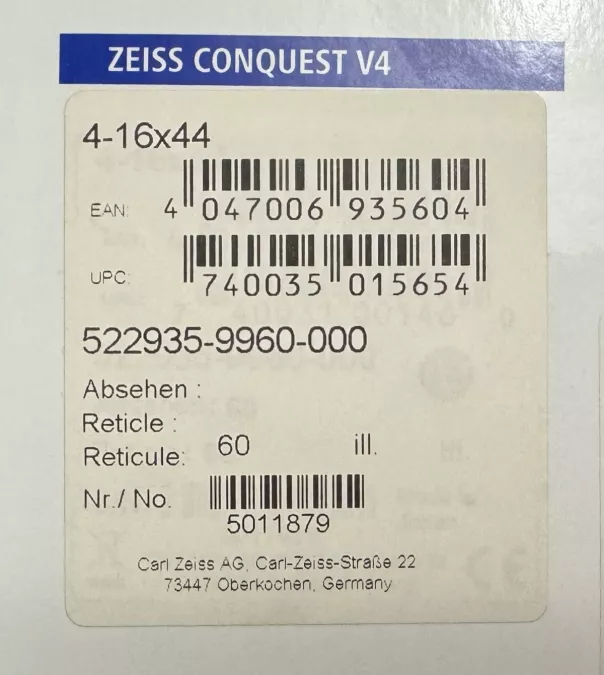 ZEISS CONQUEST V4
4-16x44
EAN: 4 047006 935604
UPC: 740035 015654
522935-9960-000
Absehen :
Reticle :
Reticule: 60 ill.
Nr./ No.
5011879
Carl Zeiss AG, Carl-Zeiss-Straße 22
73447 Oberkochen, Germany